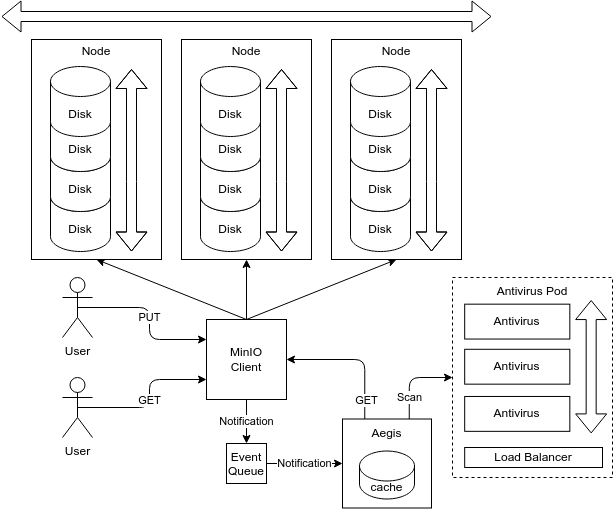 Node
Node
Node
Disk
Disk
Disk
Disk
Disk
Disk
Disk
Disk
Disk
Disk
Disk
Disk
User
PUT
User
GET
MinIO
Client
Notification
Event
Queue
Notification
GET
Scan
Aegis
cache
Antivirus Pod
Antivirus
Antivirus
Antivirus
Load Balancer